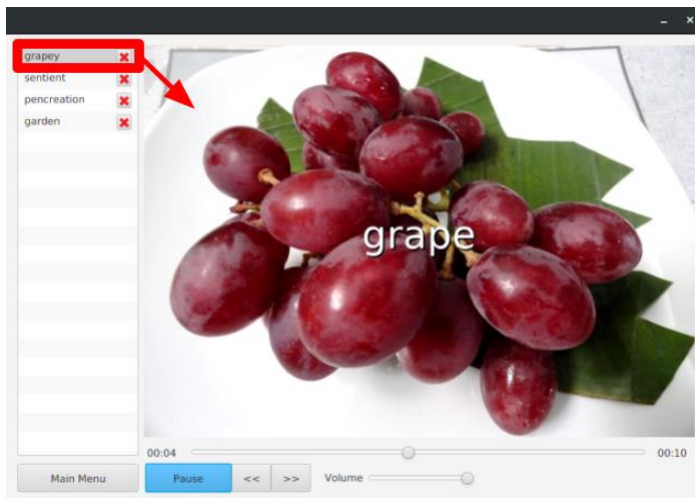 grapey
sentient
pencreation
garden
grape
00:04
00:10
Main Menu
Pause
<<
>>
Volume